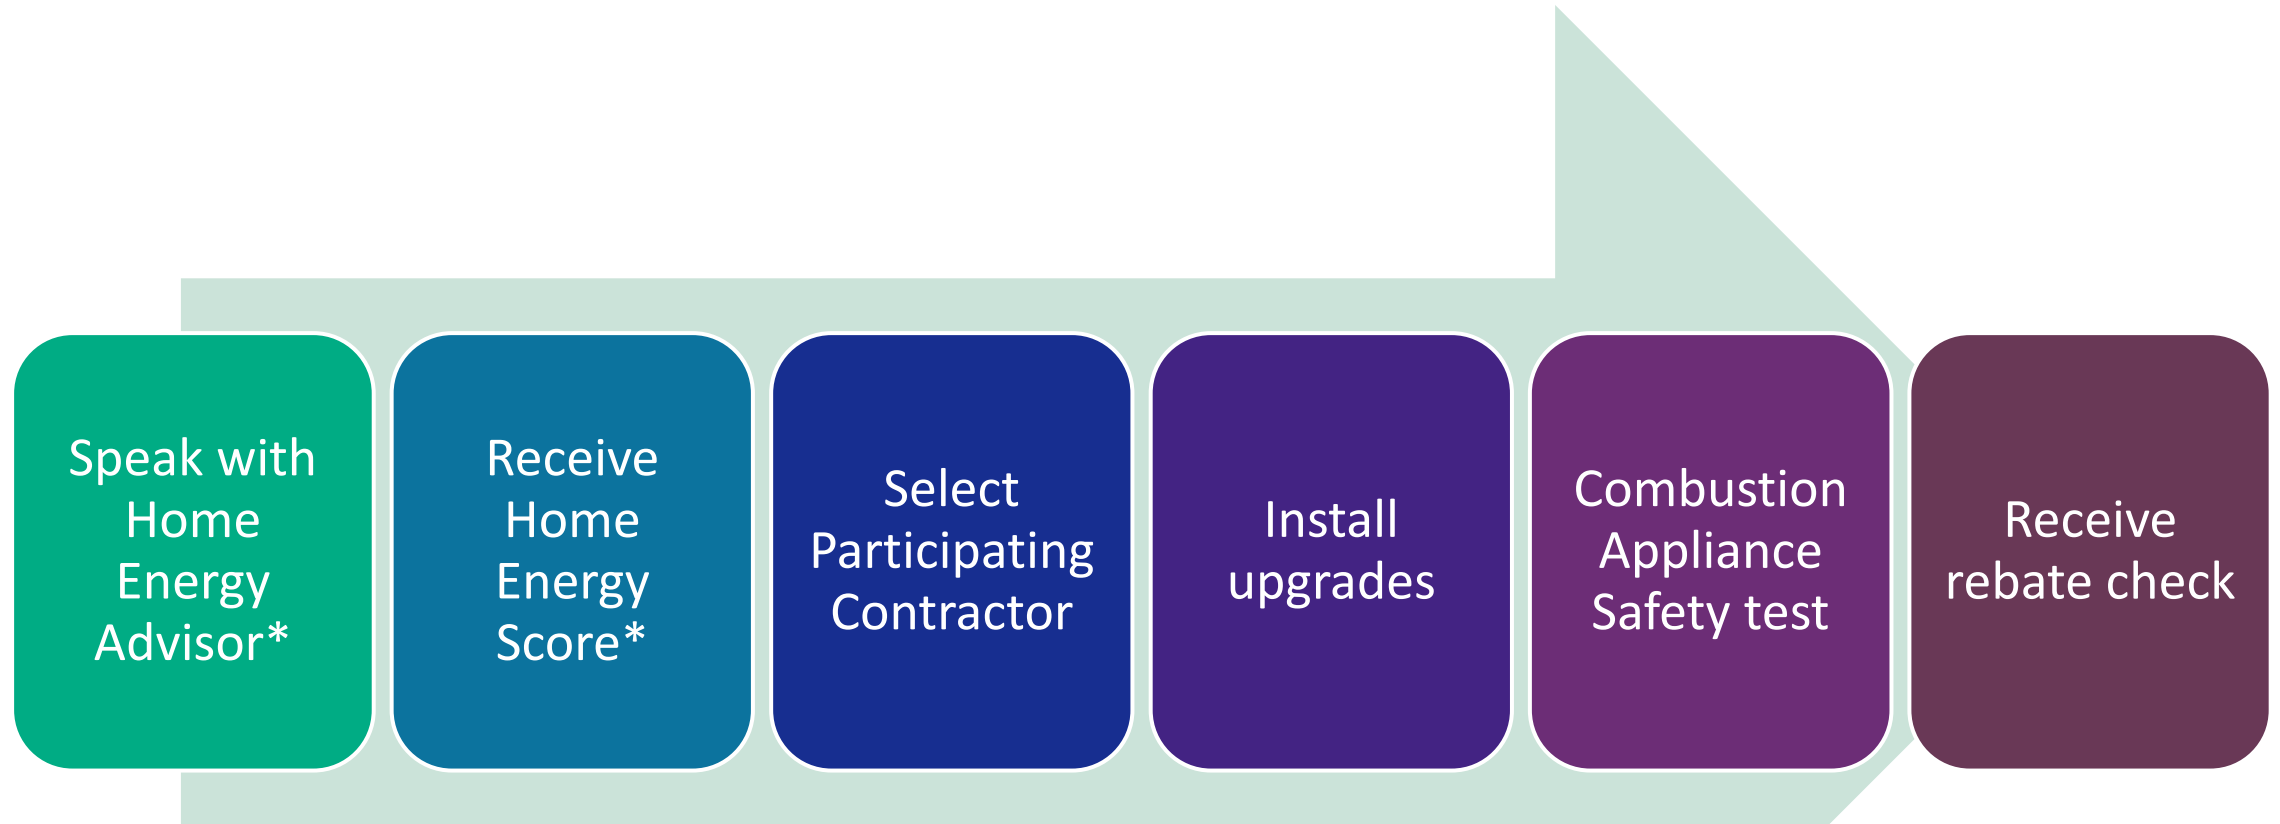 Speak with
Home
Energy
Advisor*
Receive
Home
Energy
Score*
Select
Participating
Contractor
Install
upgrades
Combustion
Appliance
Safety test
Receive
rebate check